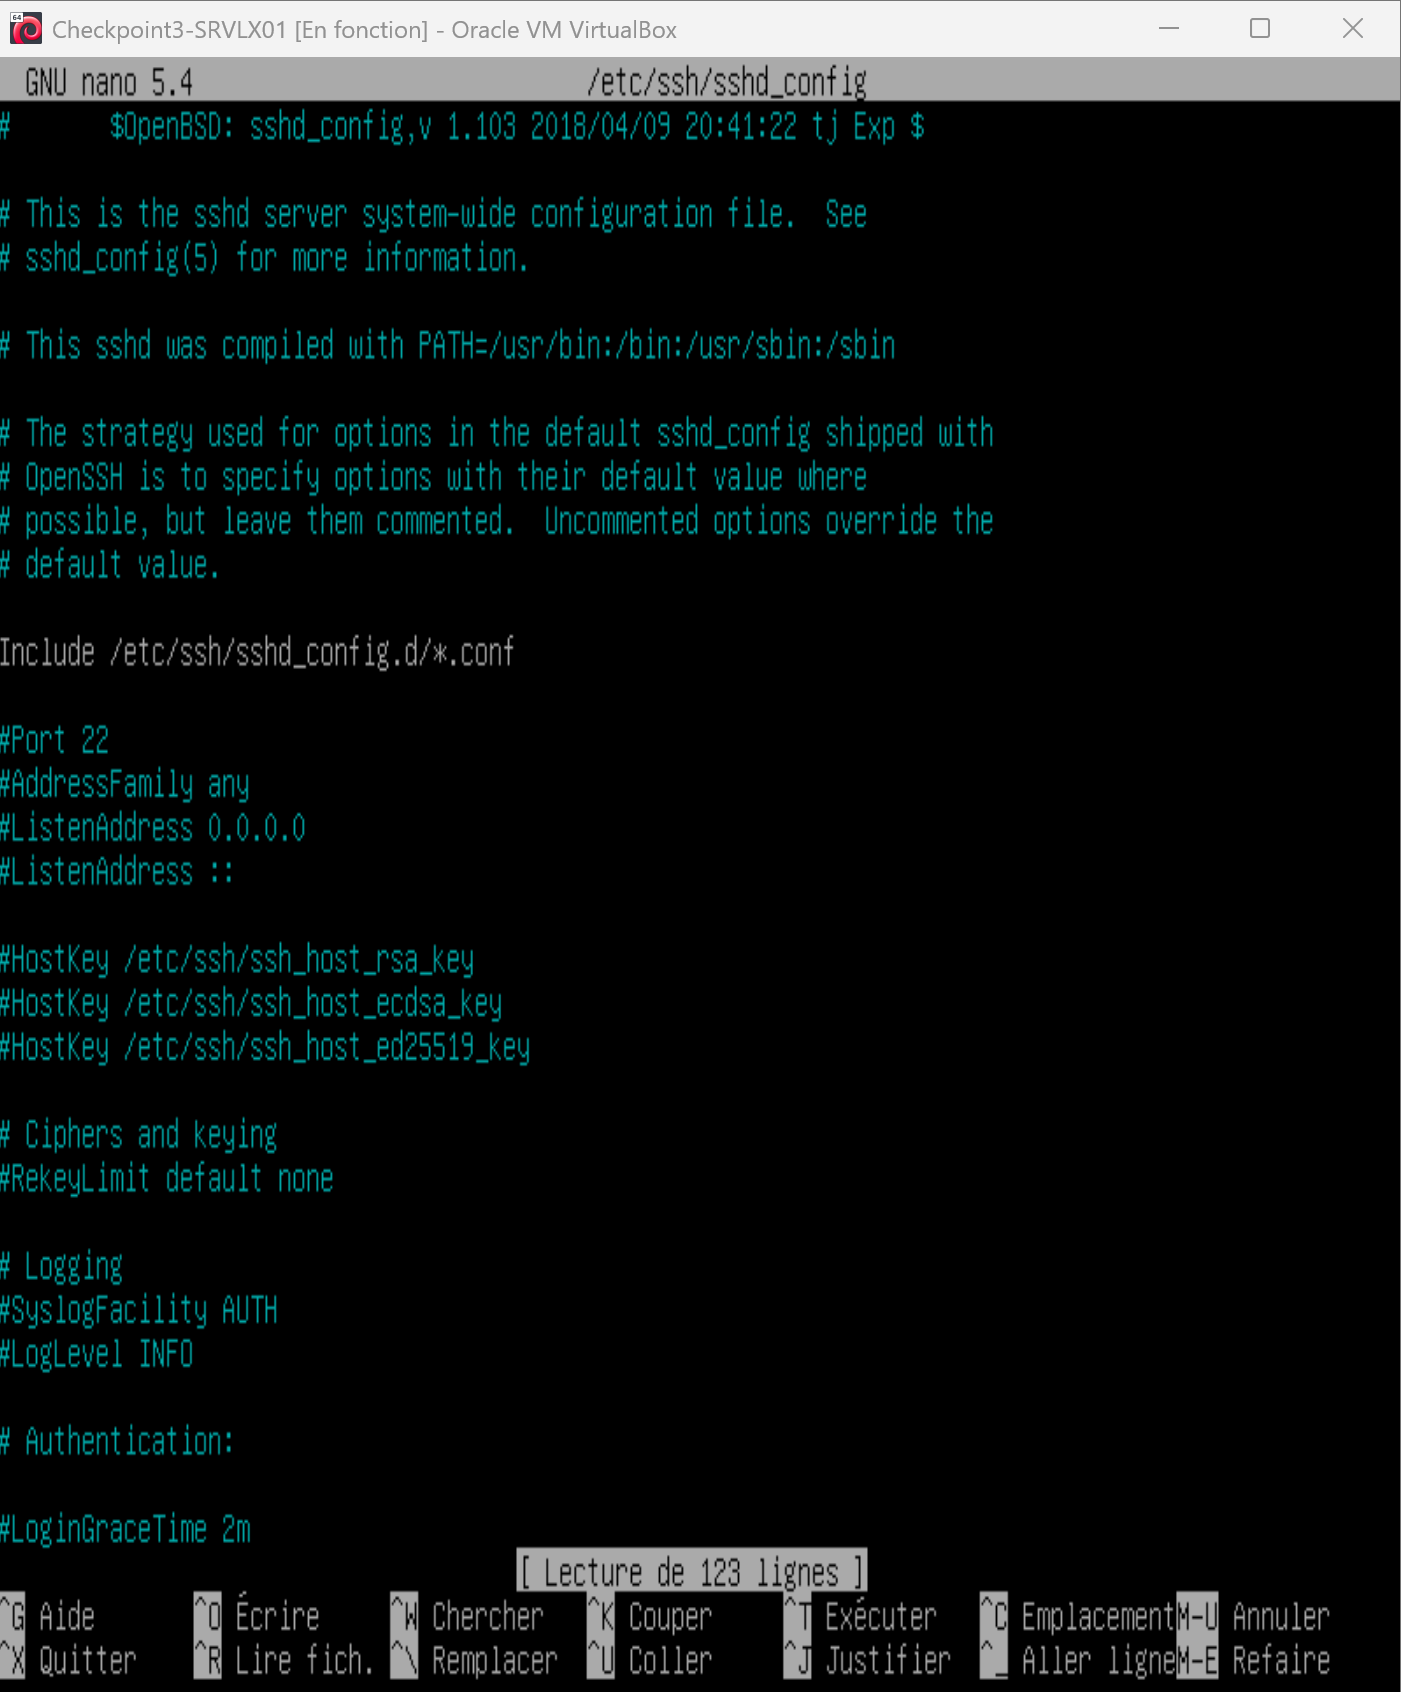 64
Checkpoint3-SRVLX01 [En fonction] - Oracle VM VirtualBox
GNU nano 5.4 /etc/ssh/sshd_config
# $OpenBSD: sshd_config,v 1.103 2018/04/09 20:41:22 tj Exp $
# This is the sshd server system-wide configuration file.  See
# sshd_config(5) for more information.
# This sshd was compiled with PATH=/usr/bin:/bin:/usr/sbin:/sbin
# The strategy used for options in the default sshd_config shipped with
# OpenSSH is to specify options with their default value where
# possible, but leave them commented.  Uncommented options override the
# default value.
Include /etc/ssh/sshd_config.d/*.conf
#Port 22
#AddressFamily any
#ListenAddress 0.0.0.0
#ListenAddress ::
#HostKey /etc/ssh/ssh_host_rsa_key
#HostKey /etc/ssh/ssh_host_ecdsa_key
#HostKey /etc/ssh/ssh_host_ed25519_key
# Ciphers and keying
#RekeyLimit default none
# Logging
#SyslogFacility AUTH
#LogLevel INFO
# Authentication:
#LoginGraceTime 2m
[ Lecture de 123 lignes ]
^G Aide ^O Écrire ^W Chercher ^K Couper ^T Exécuter ^C Emplacement M-U Annuler
^X Quitter ^R Lire fich. ^\ Remplacer ^U Coller ^J Justifier ^_ Aller ligne M-E Refaire